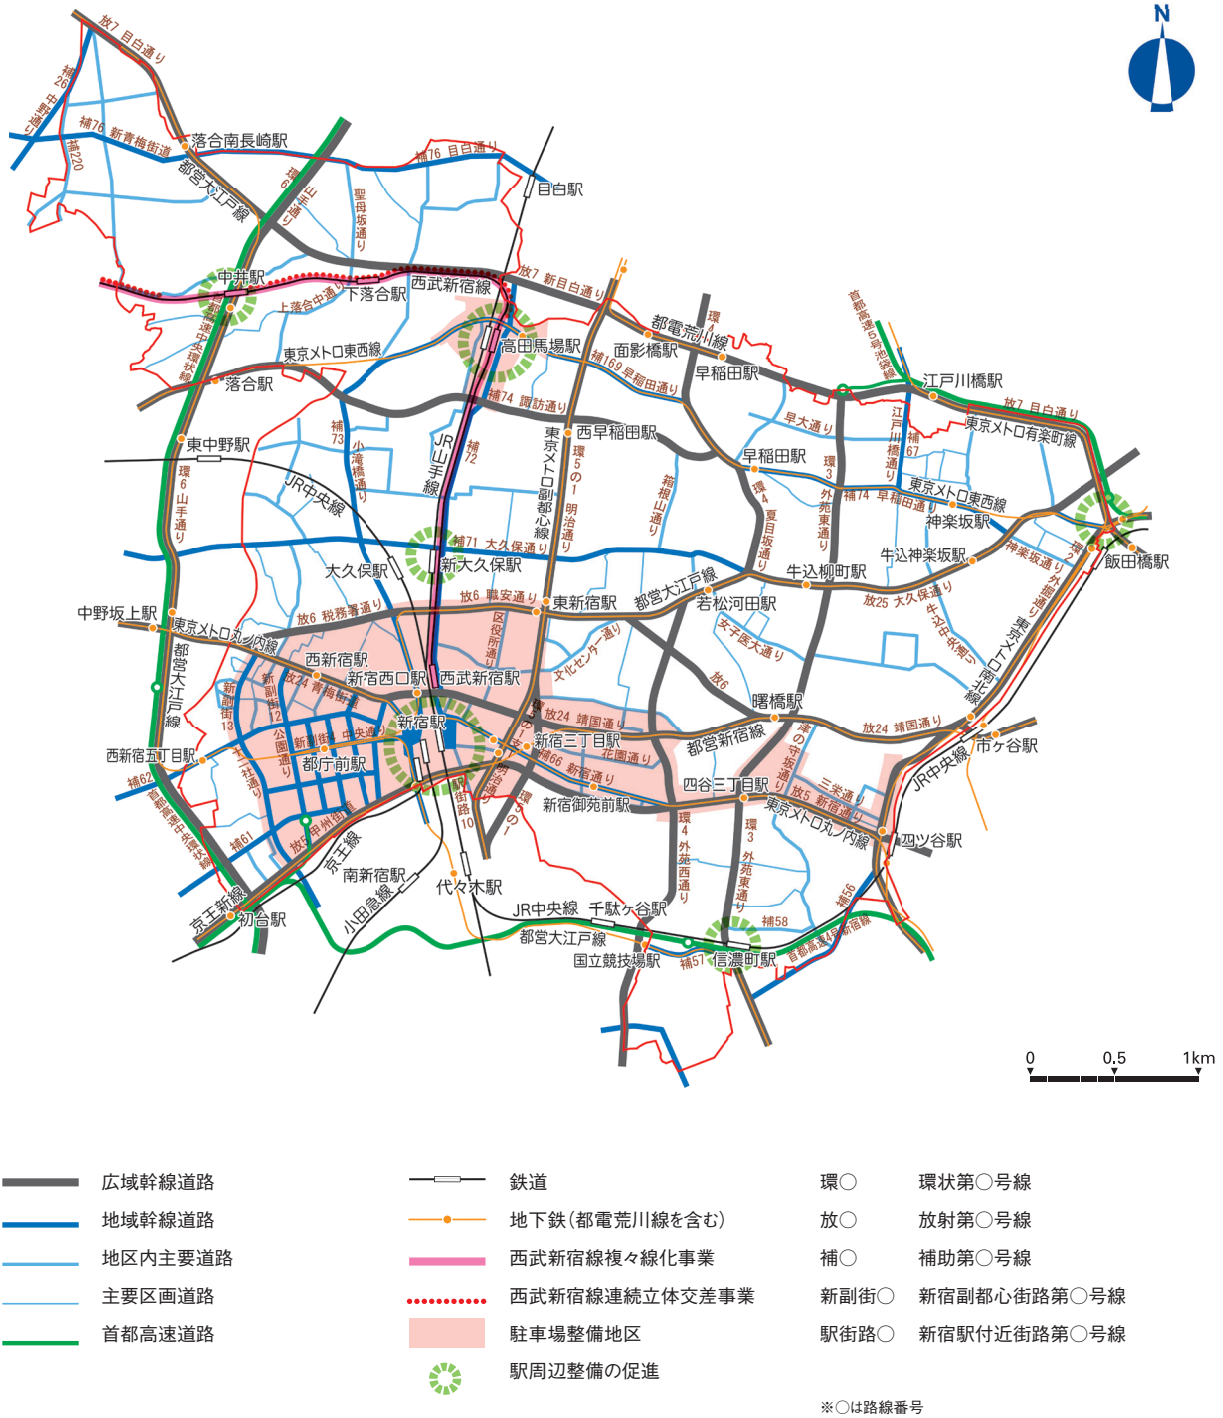 N
放7 目白通り
補26 中野通り
補76 新青梅街道
補220
落合南長崎駅
都営大江戸線
環6 山手通り
聖母坂通り
補76 目白通り
目白駅
中井駅
下落合駅
西武新宿線
上落合中通り
首都高速中央環状線
放7 新目白通り
高田馬場駅
都電荒川線
面影橋駅
早稲田駅
環4
首都高速5号池袋線
江戸川橋駅
放7 目白通り
東京メトロ有楽町線
東京メトロ東西線
落合駅
補169 早稲田通り
補74 諏訪通り
西早稲田駅
早大通り
江戸川橋通り
補67
東中野駅
補73
小滝橋通り
JR山手線
補72
東京メトロ副都心線
環5の1 明治通り
箱根山通り
早稲田駅
環3 外苑東通り
補74 早稲田通り
東京メトロ東西線
神楽坂駅
環6 山手通り
JR中央線
環4 夏目坂通り
補71 大久保通り
大久保駅
新大久保駅
牛込神楽坂駅
神楽坂通り
環2 外堀通り
飯田橋駅
牛込柳町駅
都営大江戸線
若松河田駅
放25 大久保通り
牛込中央通り
東京メトロ南北線
中野坂上駅
東京メトロ丸ノ内線
放6 税務署通り
放6 職安通り
東新宿駅
区役所通り
文化センター通り
女子医大通り
都営大江戸線
西新宿駅
新宿西口駅
西武新宿駅
放6
曙橋駅
新副街13
新副街12
放24 青梅街道
新宿駅
環5の1 支
放24 靖国通り
都営新宿線
津の守坂通り
放24 靖国通り
市ヶ谷駅
西新宿五丁目駅
十二社通り
公園通り
新副街4 中央通り
都庁前駅
新宿三丁目駅
花園通り
補66 新宿通り
新宿御苑前駅
明治通り
四谷三丁目駅
三栄通り
放5 新宿通り
東京メトロ丸ノ内線
JR中央線
四ツ谷駅
補62
首都高速中央環状線
補61
放5 甲州街道
京王線
駅街路10
環5の1
環4 外苑西通り
環3 外苑東通り
南新宿駅
代々木駅
京王新線
初台駅
小田急線
JR中央線
千駄ヶ谷駅
都営大江戸線
国立競技場駅
補57
信濃町駅
補58
補56
首都高速4号新宿線
0 0.5 1km
広域幹線道路
地域幹線道路
地区内主要道路
主要区画道路
首都高速道路
鉄道
地下鉄(都電荒川線を含む)
西武新宿線複々線化事業
西武新宿線連続立体交差事業
駐車場整備地区
駅周辺整備の促進
環○ 環状第○号線
放○ 放射第○号線
補○ 補助第○号線
新副街○ 新宿副都心街路第○号線
駅街路○ 新宿駅付近街路第○号線
※○は路線番号